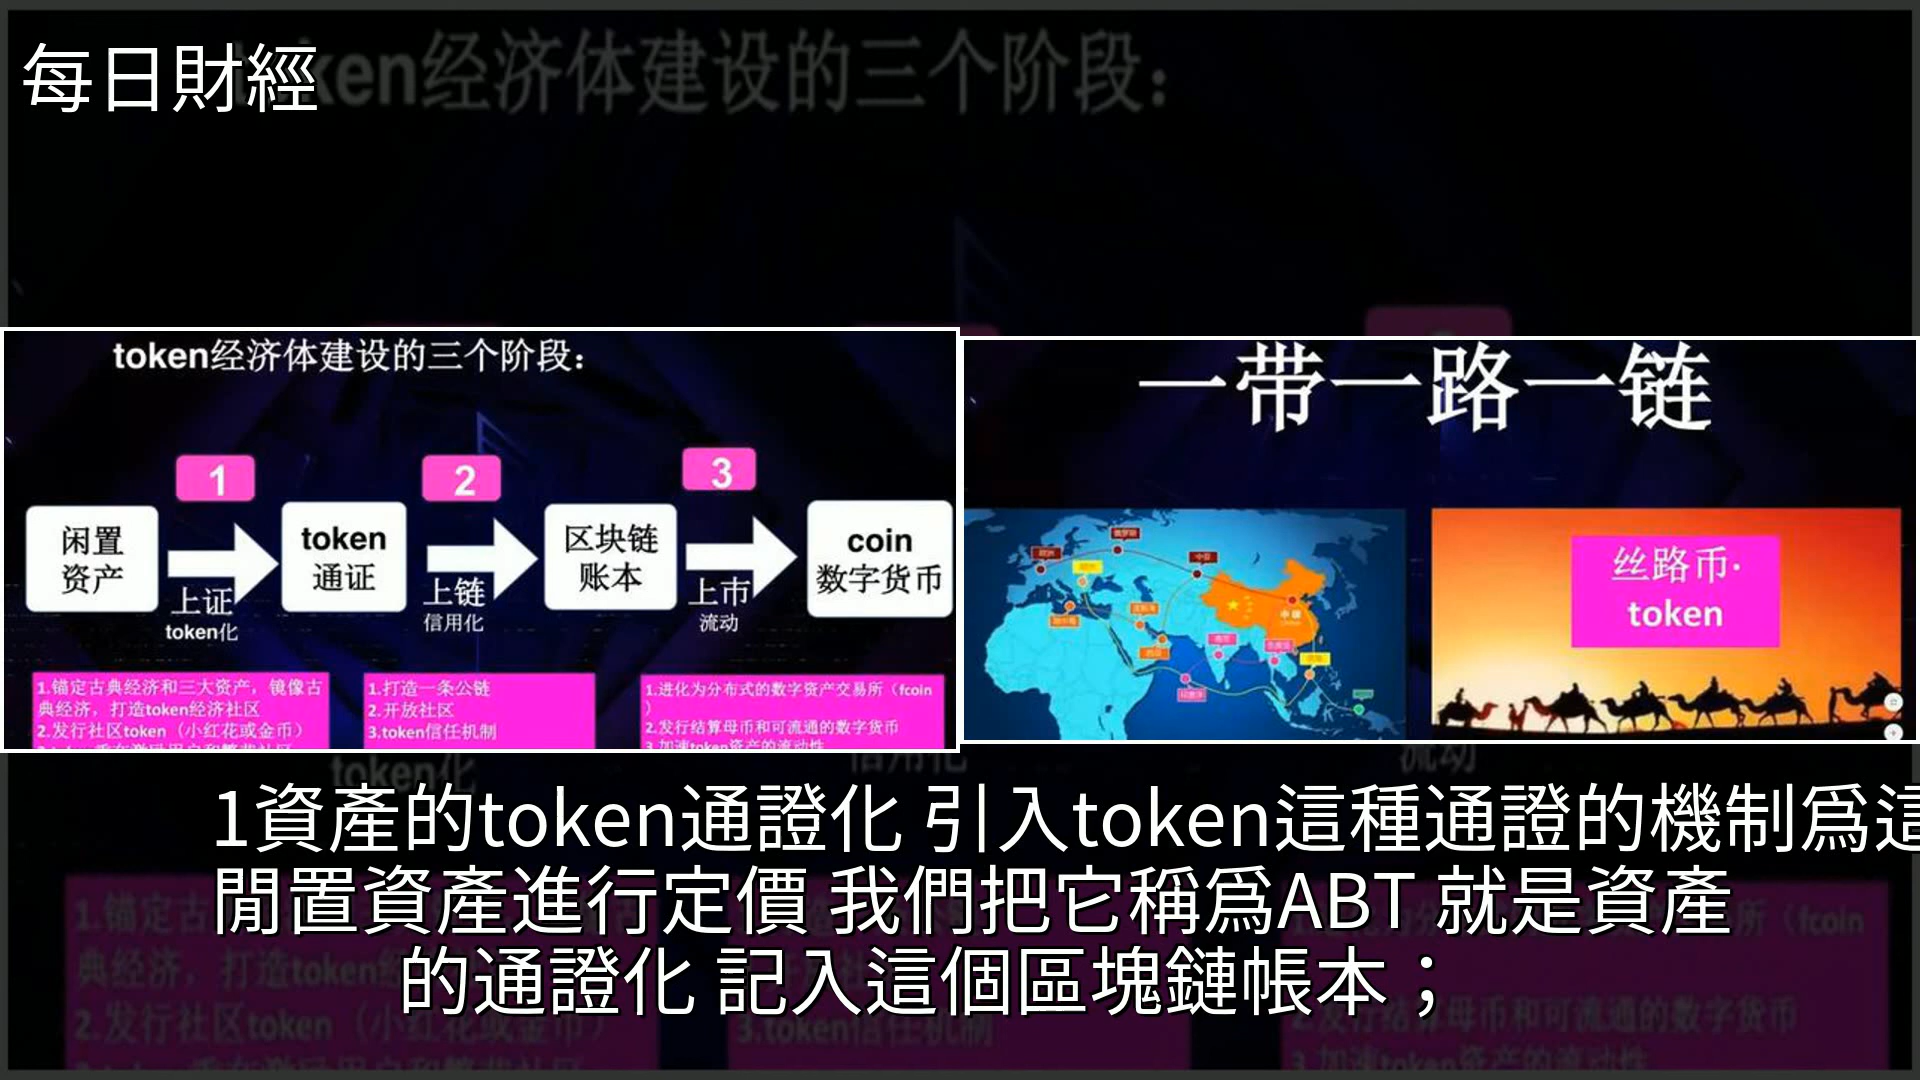 每日財經
token经济体建设的三个阶段：
1
2
3
闲置
资产
上证
token化
token
通证
上链
信用化
区块链
账本
上市
流动
coin
数字货币
1.锚定古典经济和三大资产，镜像古
典经济，打造token经济社区
2.发行社区token（小红花或金币）
1.打造一条公链
2.开放社区
3.token信任机制
1.进化为分布式的数字资产交易所（fcoin
）
2.发行结算母币和可流通的数字货币
3.加速token资产的流动性
一带一路一链
中国
丝路币·
token
1資產的token通證化 引入token這種通證的機制爲這
閒置資產進行定價 我們把它稱爲ABT 就是資產
的通證化 記入這個區塊鏈帳本；